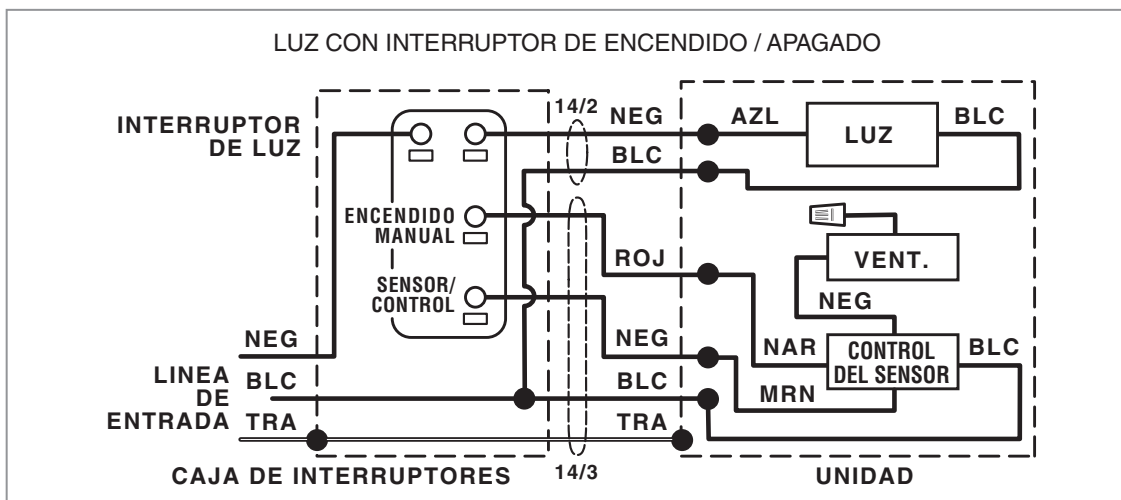 LUZ CON INTERRUPTOR DE ENCENDIDO / APAGADO
INTERRUPTOR
DE LUZ
14/2
NEG
AZL
LUZ
BLC
BLC
ENCENDIDO
MANUAL
ROJ
VENT.
SENSOR/
CONTROL
NEG
NEG
NEG
NAR
CONTROL
DEL SENSOR
BLC
LINEA
DE
ENTRADA
BLC
BLC
MRN
TRA
TRA
CAJA DE INTERRUPTORES
14/3
UNIDAD